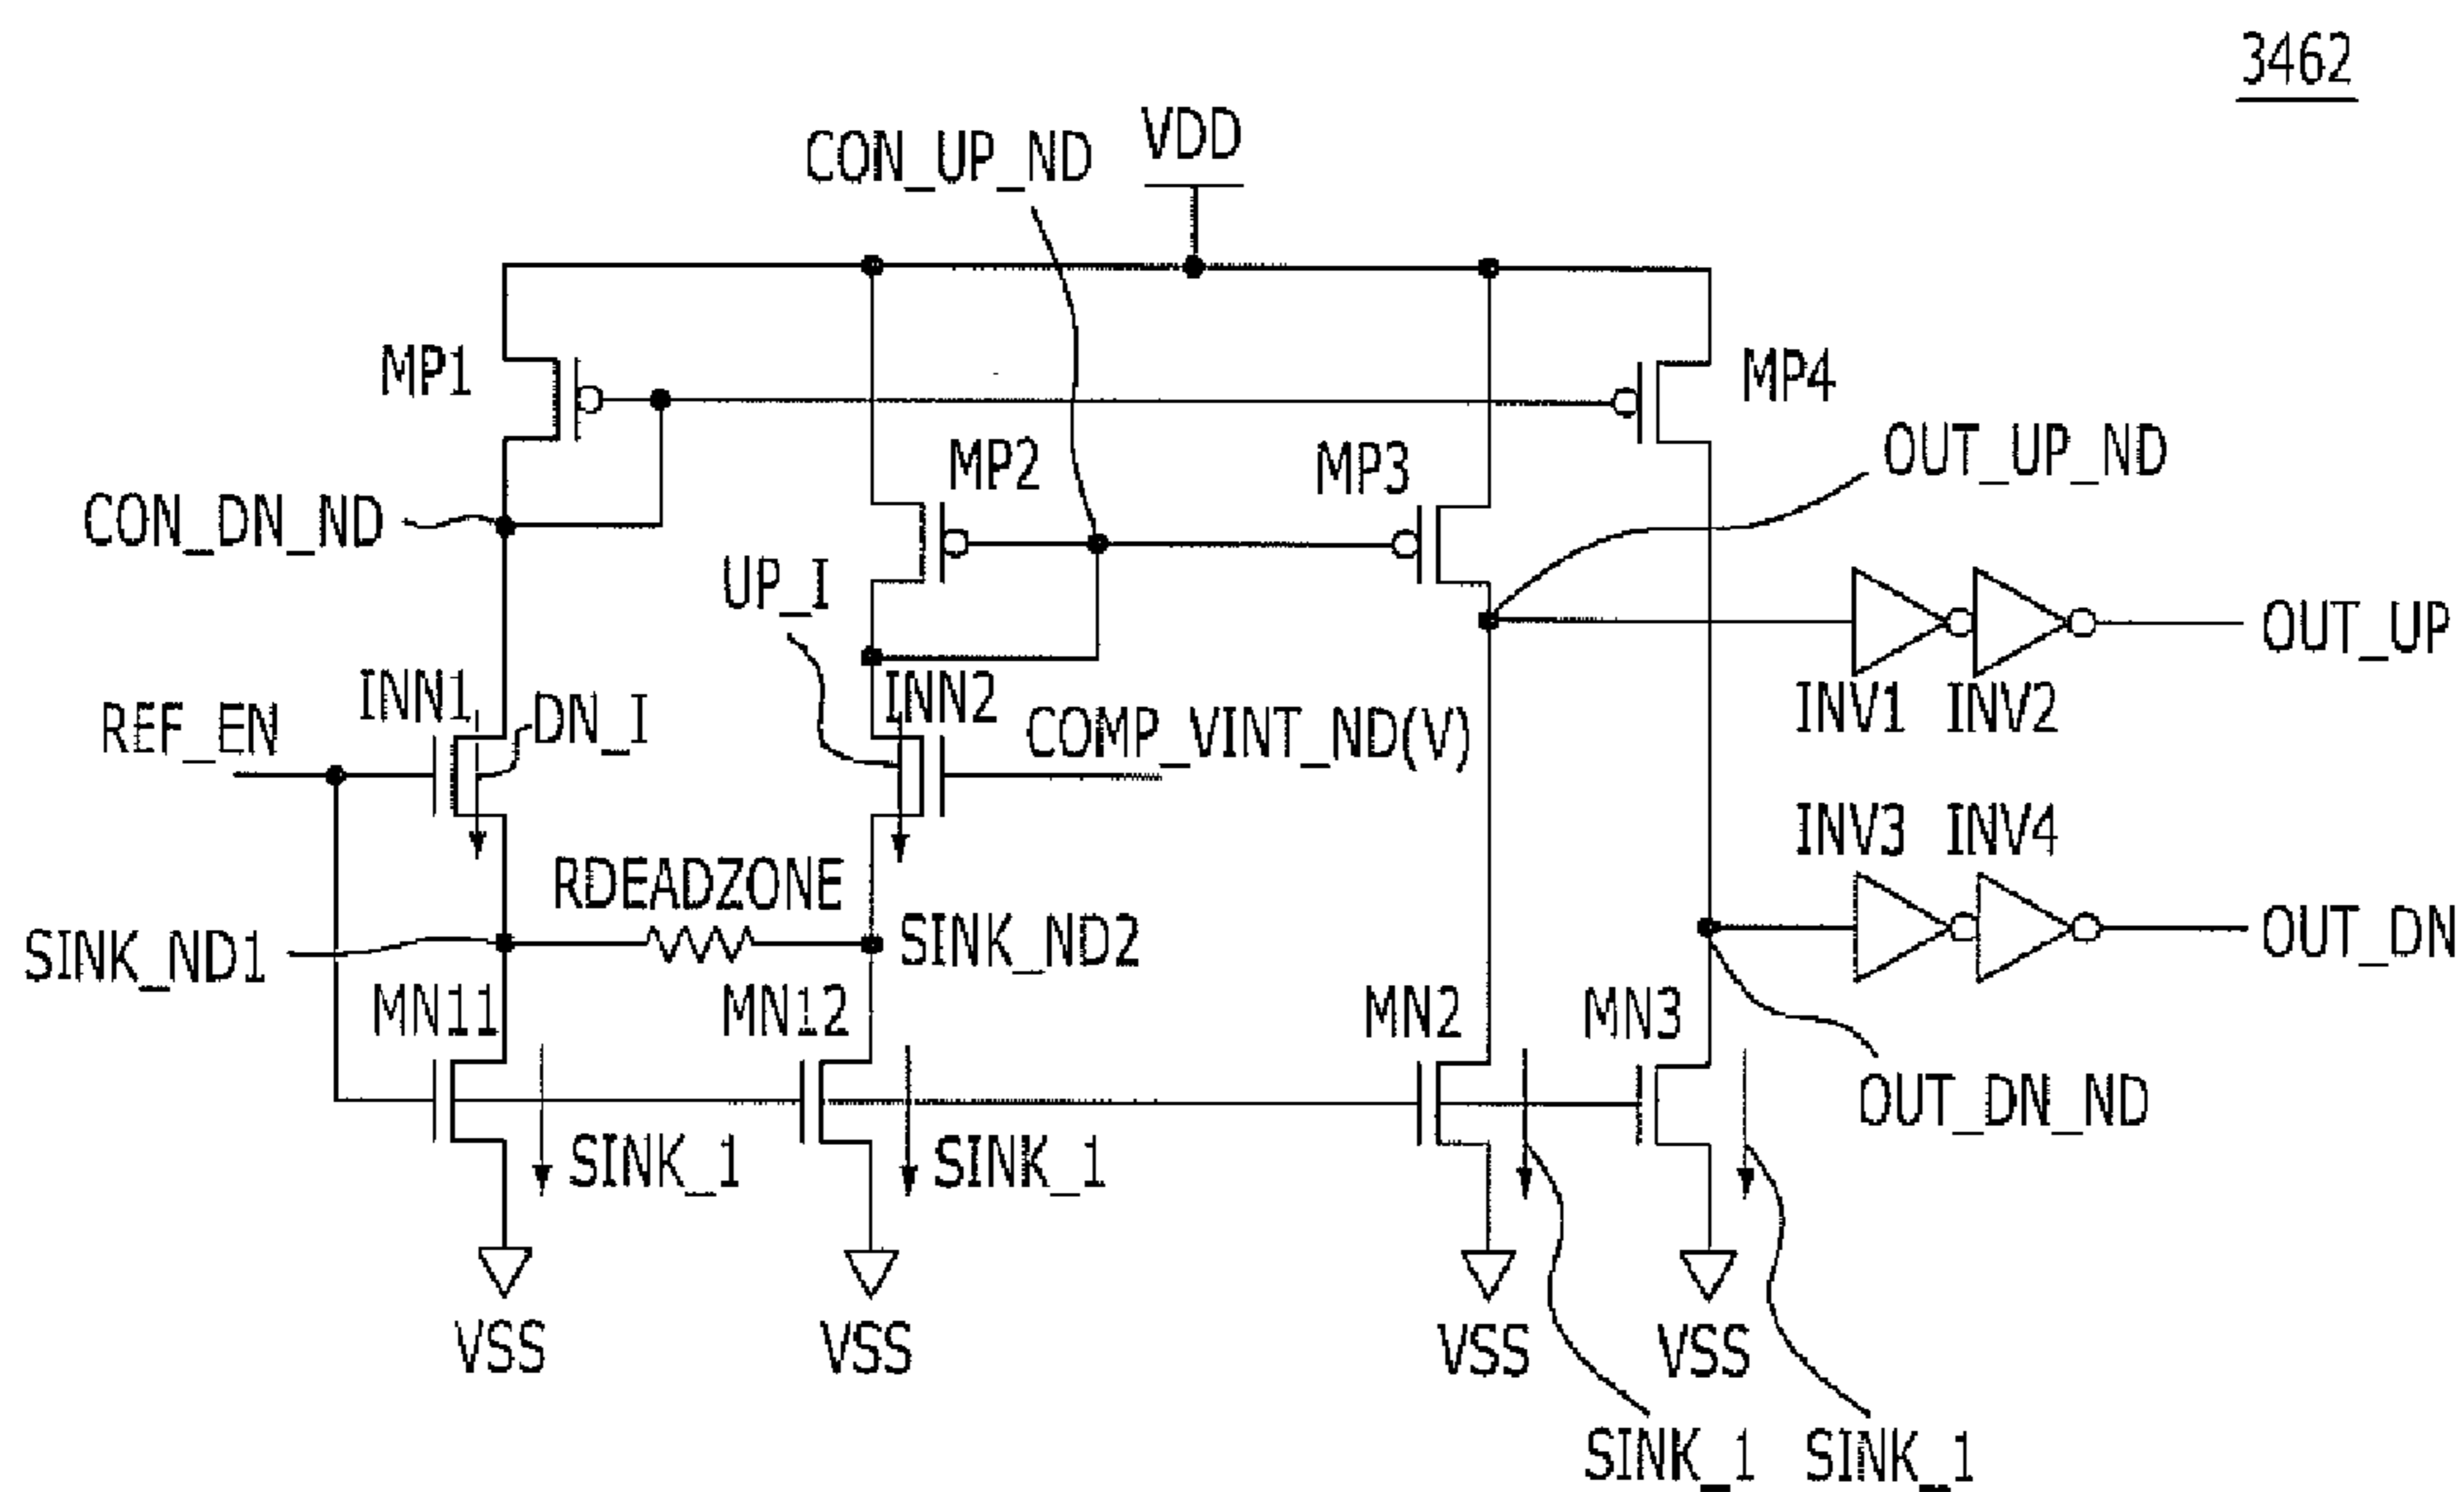 3462
VDD
CON_UP_ND
MP1
MP4
MP2
MP3
OUT_UP_ND
CON_DN_ND
UP_I
OUT_UP
INN1
INN2
REF_EN
DN_I
COMP_VINT_ND(V)
INV1
INV2
INV3
INV4
RDEADZONE
SINK_ND1
SINK_ND2
OUT_DN
MN11
MN12
MN2
MN3
OUT_DN_ND
SINK_1
SINK_1
VSS
VSS
VSS
VSS
SINK_1
SINK_1